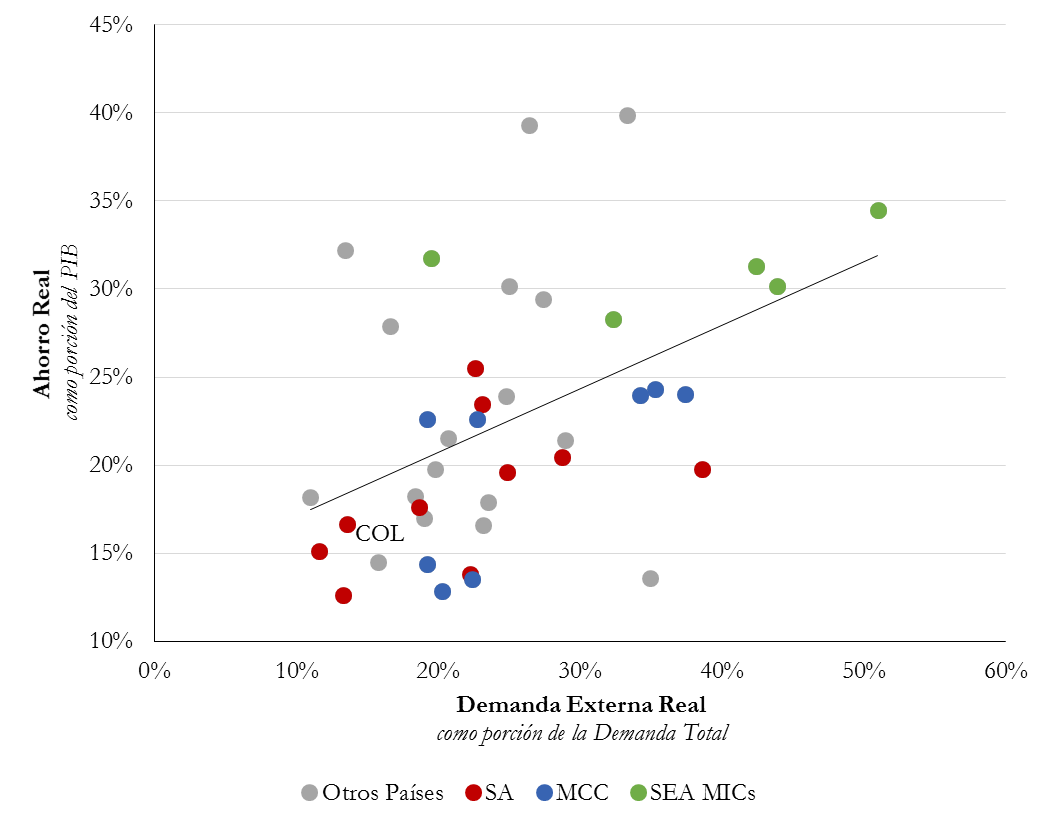 45%
40%
35%
30%
25%
20%
15%
10%
Ahorro Real
como porción del PIB
COL
0%
10%
20%
30%
40%
50%
60%
Demanda Externa Real
como porción de la Demanda Total
Otros Países
SA
MCC
SEA MICs